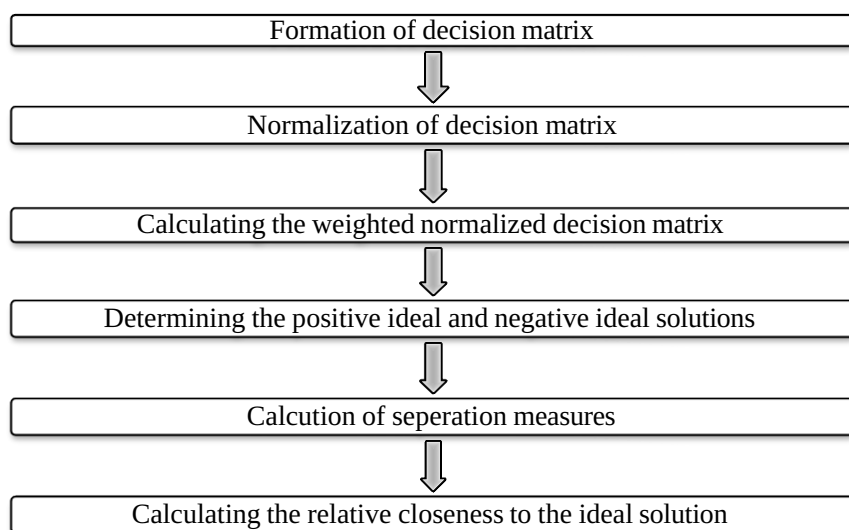 Formation of decision matrix
Normalization of decision matrix
Calculating the weighted normalized decision matrix
Determining the positive ideal and negative ideal solutions
Calcution of seperation measures
Calculating the relative closeness to the ideal solution